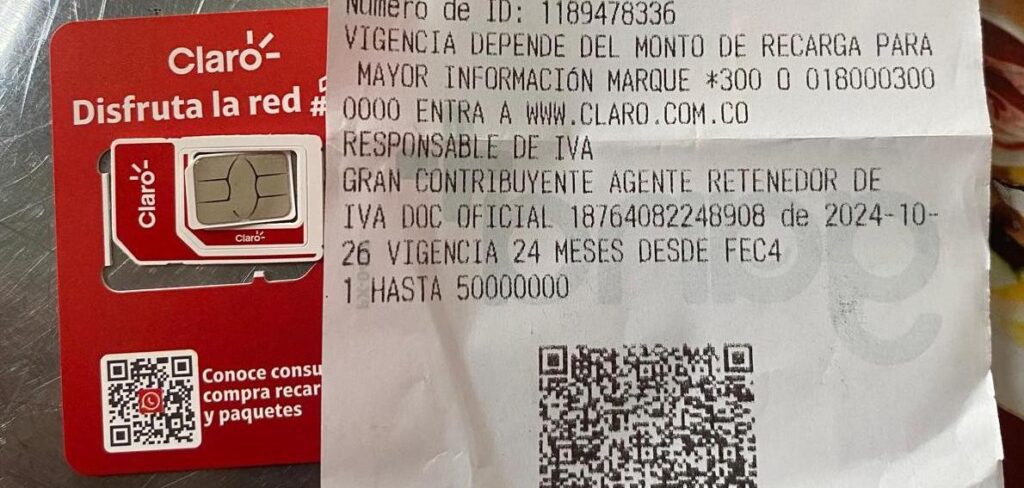 Claro
Disfruta la red #
Claro
Claro
Conoce consu
compra recar
y paquetes
Número de ID: 1189478336
VIGENCIA DEPENDE DEL MONTO DE RECARGA PARA
MAYOR INFORMACIÓN MARQUE *300 O 018000300
0000 ENTRA A WWW.CLARO.COM.CO
RESPONSABLE DE IVA
GRAN CONTRIBUYENTE AGENTE RETENEDOR DE
IVA DOC OFICIAL 18764082248908 de 2024-10-
26 VIGENCIA 24 MESES DESDE FEC4
1 HASTA 50000000